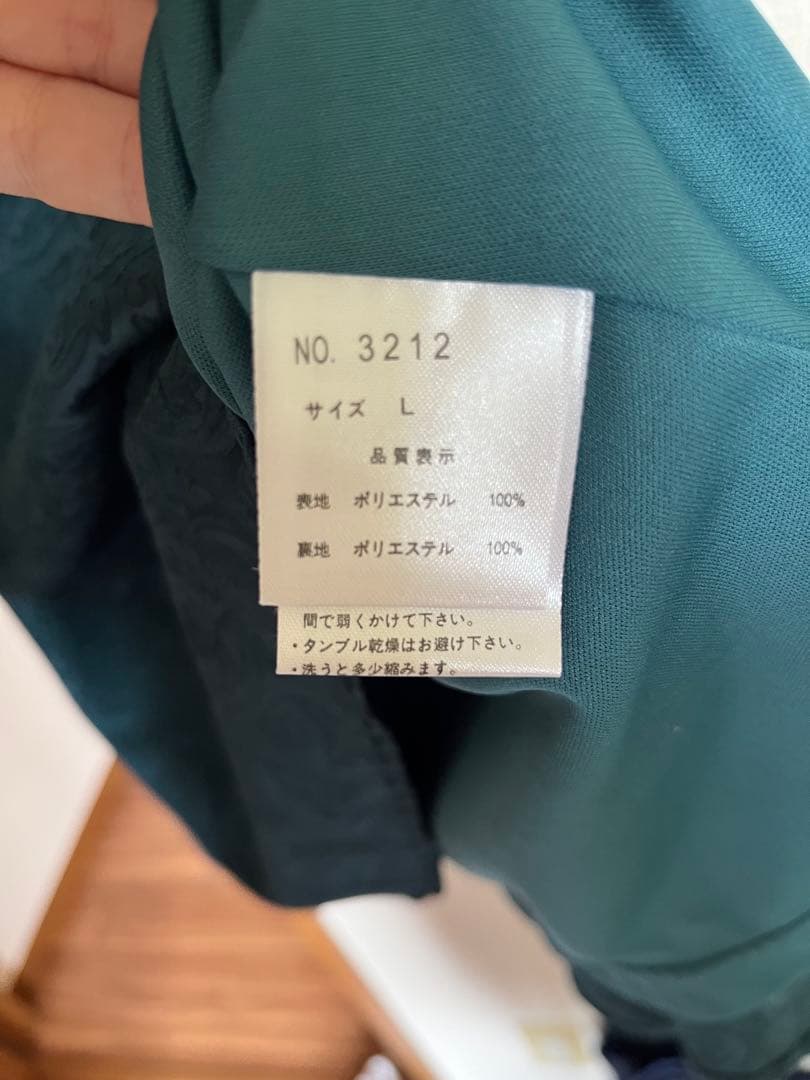 NO. 3212
サイズ L
品質表示
表地 ポリエステル 100%
裏地 ポリエステル 100%
間で弱くかけて下さい。
・タンブル乾燥はお避け下さい。
・洗うと多少縮みます。